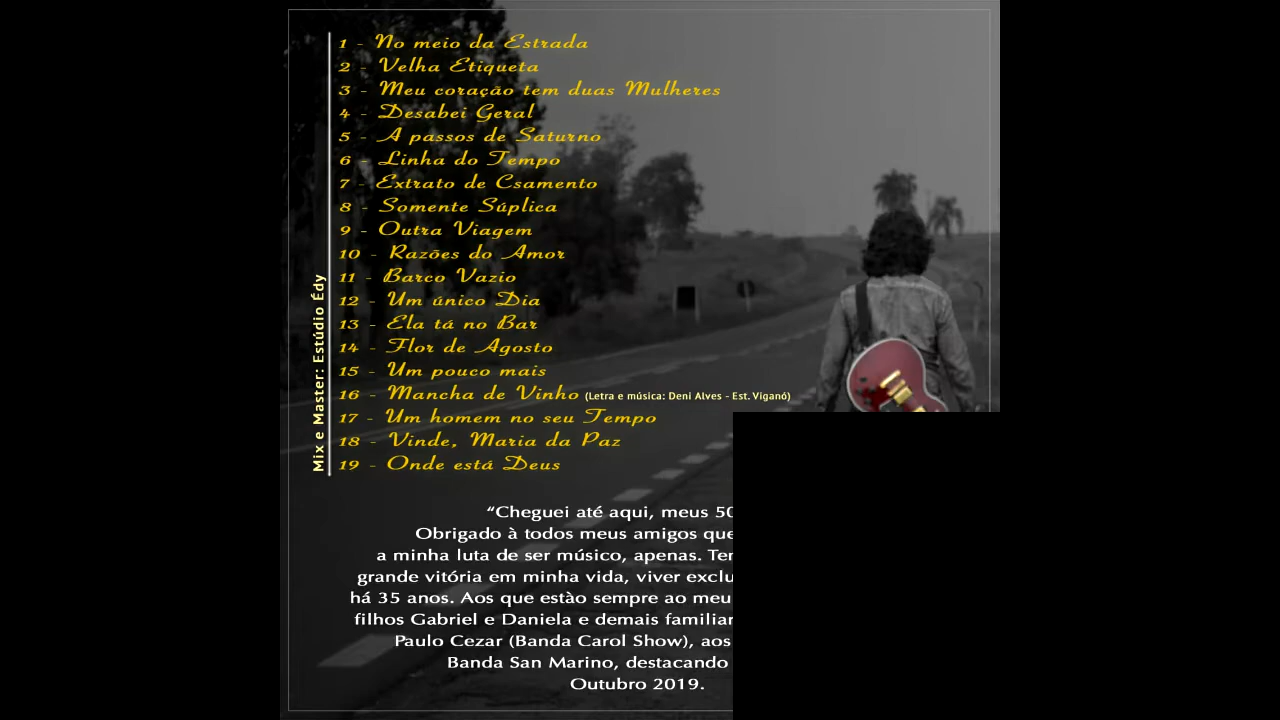 1 - No meio da Estrada
2 - Velha Etiqueta
3 - Meu coração tem duas Mulheres
4 - Desabei Geral
5 - A passos de Saturno
6 - Linha do Tempo
7 - Extrato de Csamento
8 - Somente Súplica
9 - Outra Viagem
10 - Razões do Amor
11 - Barco Vazio
12 - Um único Dia
13 - Ela tá no Bar
14 - Flor de Agosto
15 - Um pouco mais
16 - Mancha de Vinho (Letra e música: Deni Alves - Est. Viganó)
17 - Um homem no seu Tempo
18 - Vinde, Maria da Paz
19 - Onde está Deus
Mix e Master: Estúdio Édy
“Cheguei até aqui, meus 50
Obrigado à todos meus amigos que
a minha luta de ser músico, apenas.
grande vitória em minha vida, viver
há 35 anos. Aos que estào sempre ao meu
filhos Gabriel e Daniela e demais
Paulo Cezar (Banda Carol Show), aos
Banda San Marino, destacando
Outubro 2019.